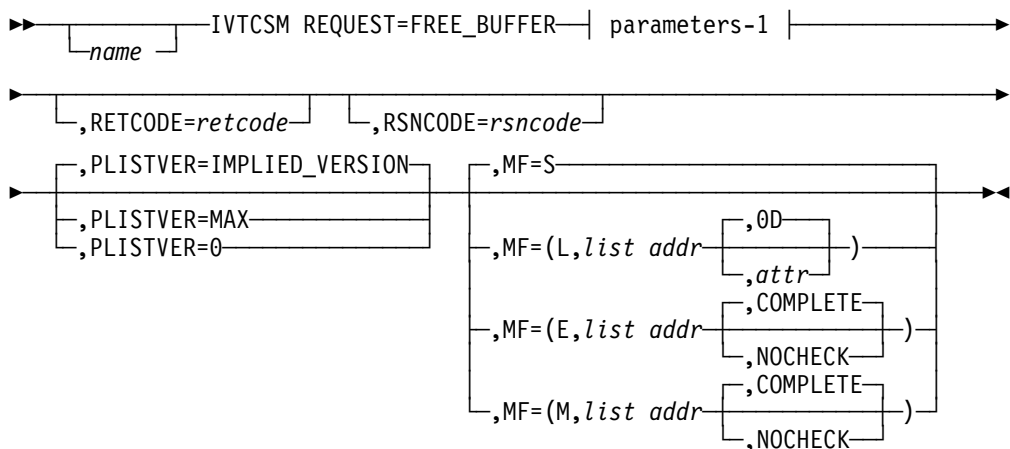 IVTCSM REQUEST=FREE_BUFFER parameters-1
name
,RETCODE=retcode ,RSNCODE=rsncode
,PLISTVER=IMPLIED_VERSION ,MF=S
,PLISTVER=MAX ,0D
,PLISTVER=0 ,MF=(L,list addr )
,attr
,COMPLETE
,MF=(E,list addr )
,NOCHECK
,COMPLETE
,MF=(M,list addr )
,NOCHECK